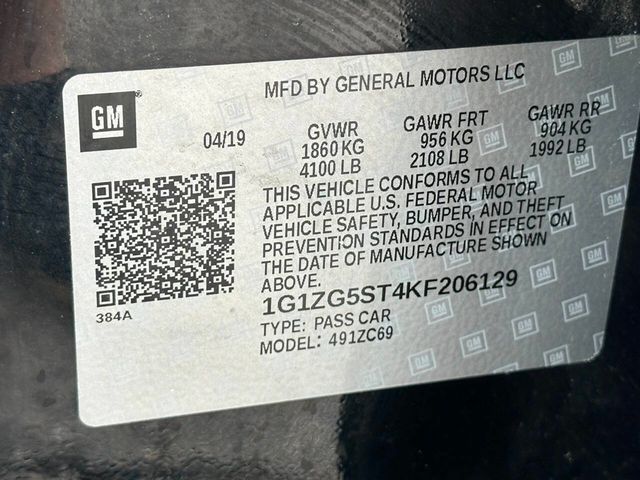 MFD BY GENERAL MOTORS LLC
GM
04/19
GVWR
1860 KG
4100 LB
GAWR FRT
956 KG
2108 LB
GAWR RR
904 KG
1992 LB
THIS VEHICLE CONFORMS TO ALL
APPLICABLE U.S. FEDERAL MOTOR
VEHICLE SAFETY, BUMPER, AND THEFT
PREVENTION STANDARDS IN EFFECT ON
THE DATE OF MANUFACTURE SHOWN
ABOVE.
384A
1G1ZG5ST4KF206129
TYPE: PASS CAR
MODEL: 491ZC69